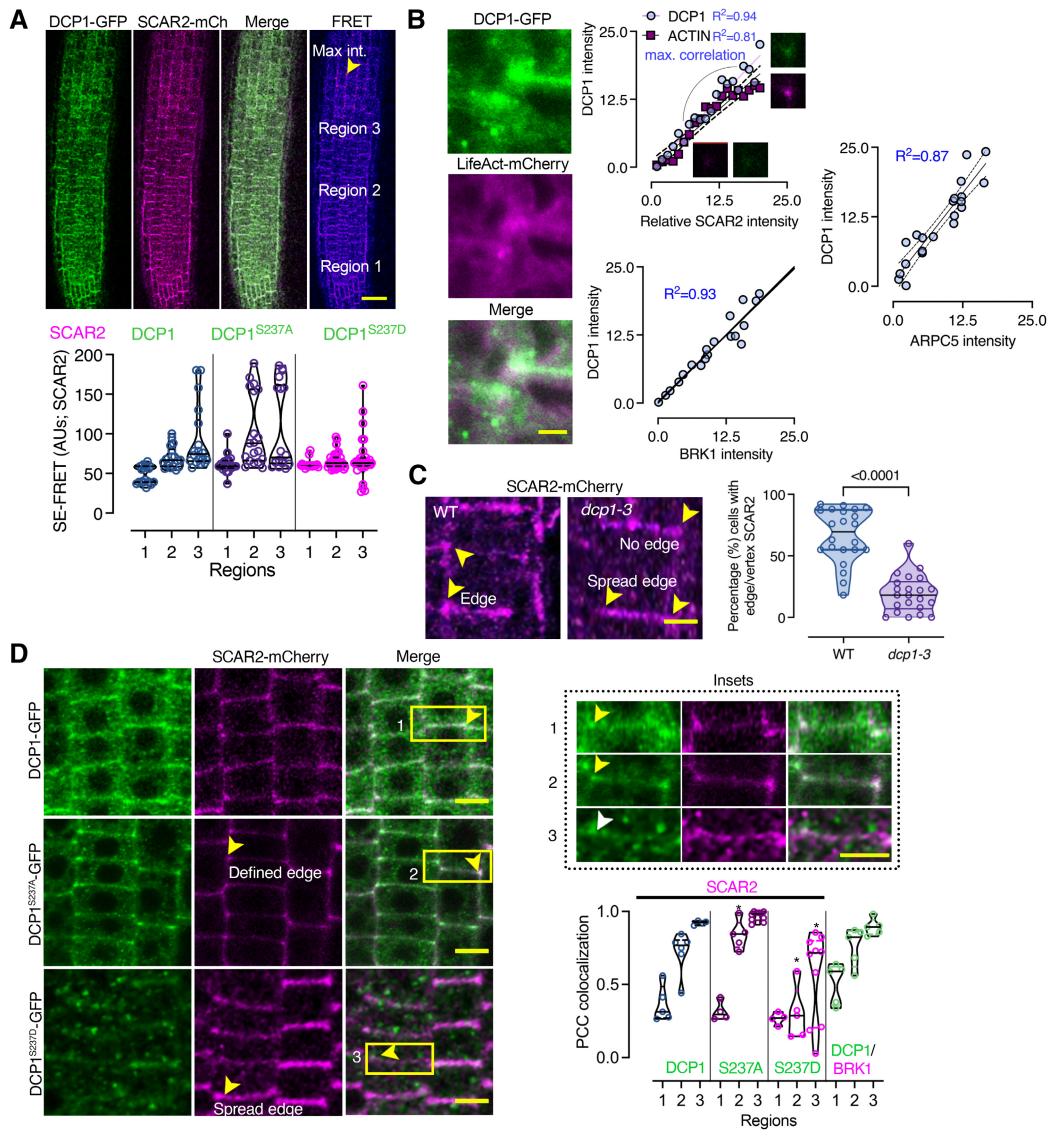 A
DCP1-GFP SCAR2-mCh Merge FRET
Max int.
Region 3
Region 2
Region 1
SCAR2 DCP1 DCP1S237A DCP1S237D
SE-FRET (AUs; SCAR2)
200
150
100
50
0
1 2 3 1 2 3 1 2 3
Regions
B
DCP1-GFP
LifeAct-mCherry
Merge
DCP1 R2=0.94
ACTIN R2=0.81
max. correlation
DCP1 intensity
25.0
12.5
0.0
0.0 12.5 25.0
Relative SCAR2 intensity
R2=0.87
DCP1 intensity
25.0
12.5
0.0
0.0 12.5 25.0
ARPC5 intensity
R2=0.93
DCP1 intensity
25.0
12.5
0.0
0.0 12.5 25.0
BRK1 intensity
C
SCAR2-mCherry
WT
Edge
dcp1-3
No edge
Spread edge
<0.0001
Percentage (%) cells with
edge/vertex SCAR2
100
50
0
WT dcp1-3
D
SCAR2-mCherry Merge
DCP1-GFP
1
DCP1S237A-GFP
Defined edge
2
DCP1S237D-GFP
Spread edge
3
Insets
1
2
3
SCAR2
PCC colocalization
1.0
0.5
0.0
* * *
DCP1 S237A S237D DCP1/
BRK1
1 2 3 1 2 3 1 2 3 1 2 3
Regions